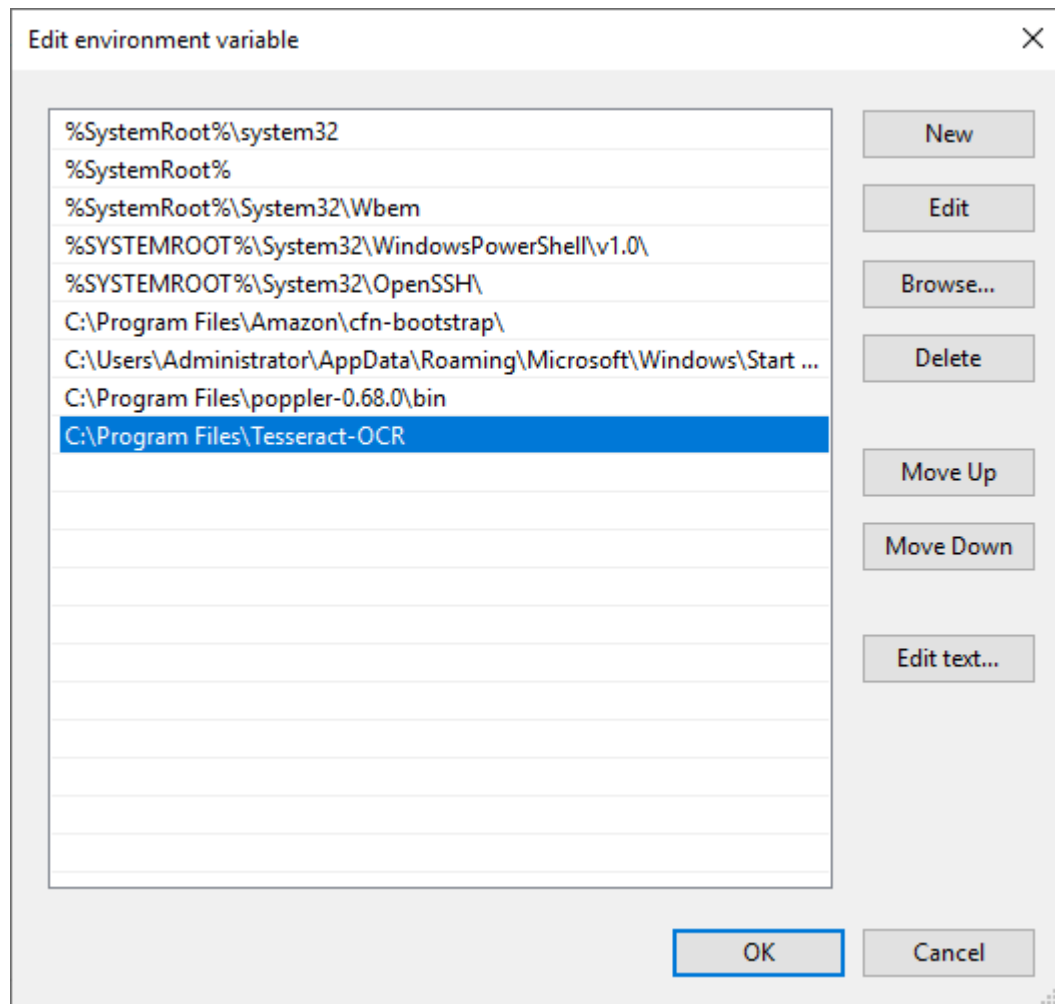 Edit environment variable
%SystemRoot%\system32
%SystemRoot%
%SystemRoot%\System32\Wbem
%SYSTEMROOT%\System32\WindowsPowerShell\v1.0\
%SYSTEMROOT%\System32\OpenSSH\
C:\Program Files\Amazon\cfn-bootstrap\
C:\Users\Administrator\AppData\Roaming\Microsoft\Windows\Start ...
C:\Program Files\poppler-0.68.0\bin
C:\Program Files\Tesseract-OCR
New
Edit
Browse...
Delete
Move Up
Move Down
Edit text...
OK
Cancel